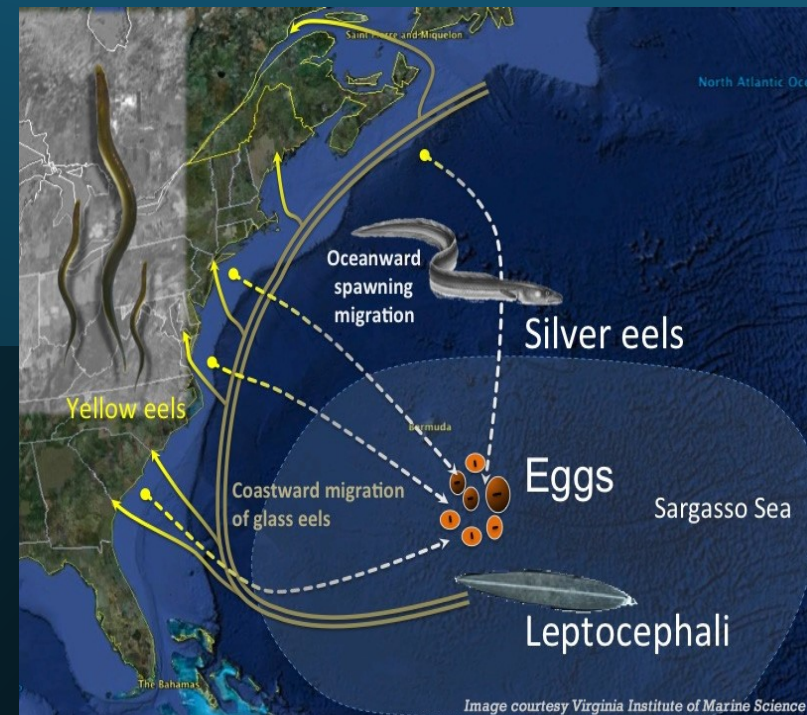 Saint Pierre and Miquelon
North Atlantic Oc
Oceanward
spawning
migration
Silver eels
Yellow eels
Bermuda
Eggs
Coastward migration
of glass eels
Sargasso Sea
Leptocephali
The Bahamas
Image courtesy Virginia Institute of Marine Science